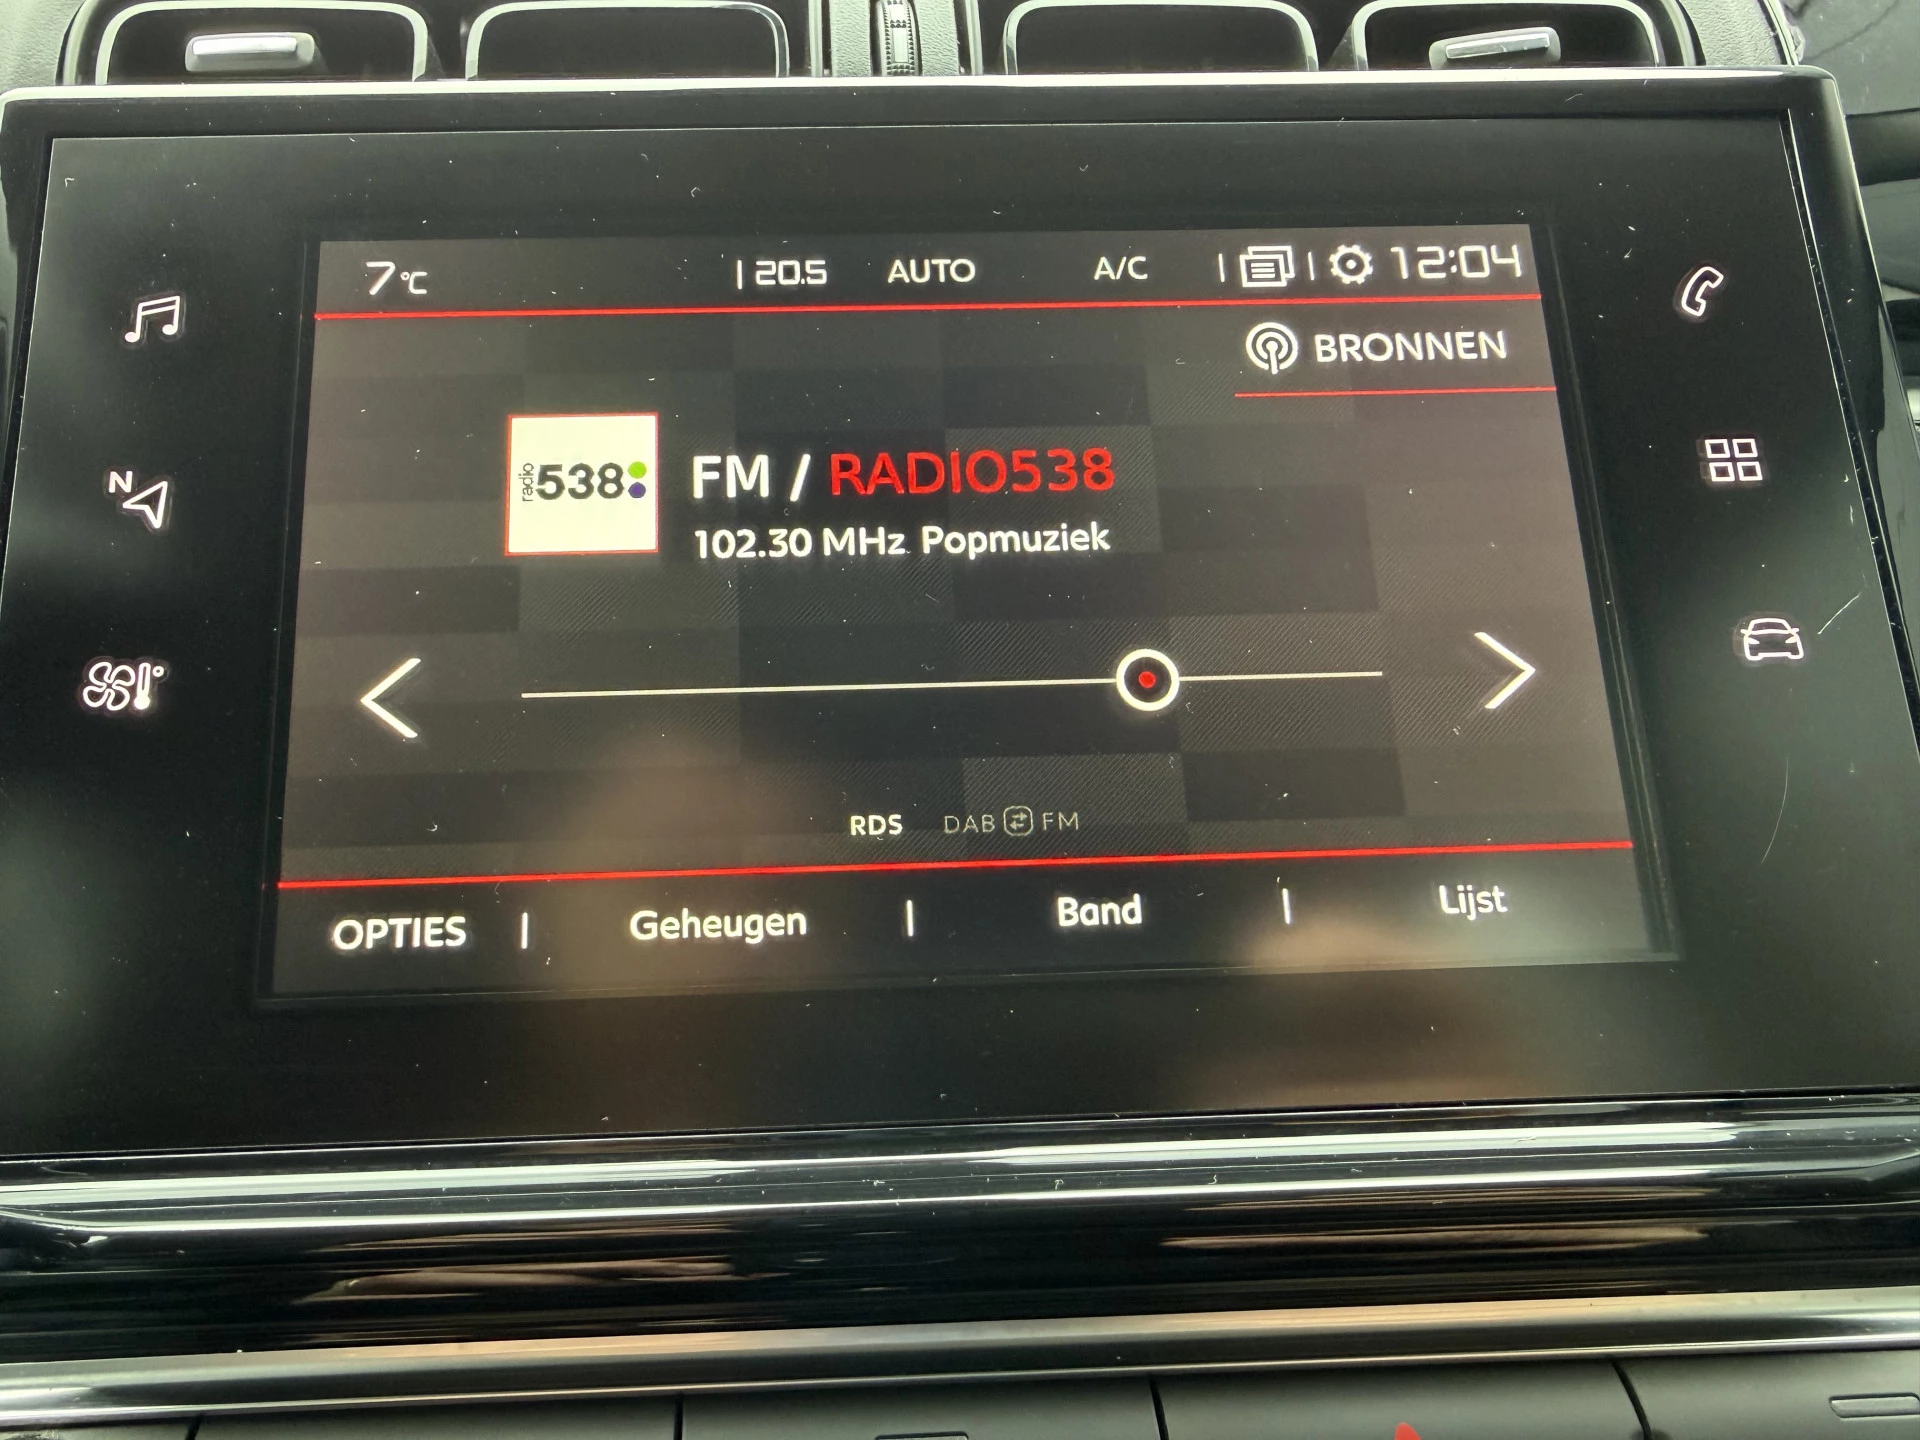 7°C | 20.5 AUTO A/C | | 12:04
BRONNEN
radio 538
FM / RADIO538
102.30 MHz Popmuziek
N
RDS DAB FM
OPTIES | Geheugen | Band | Lijst